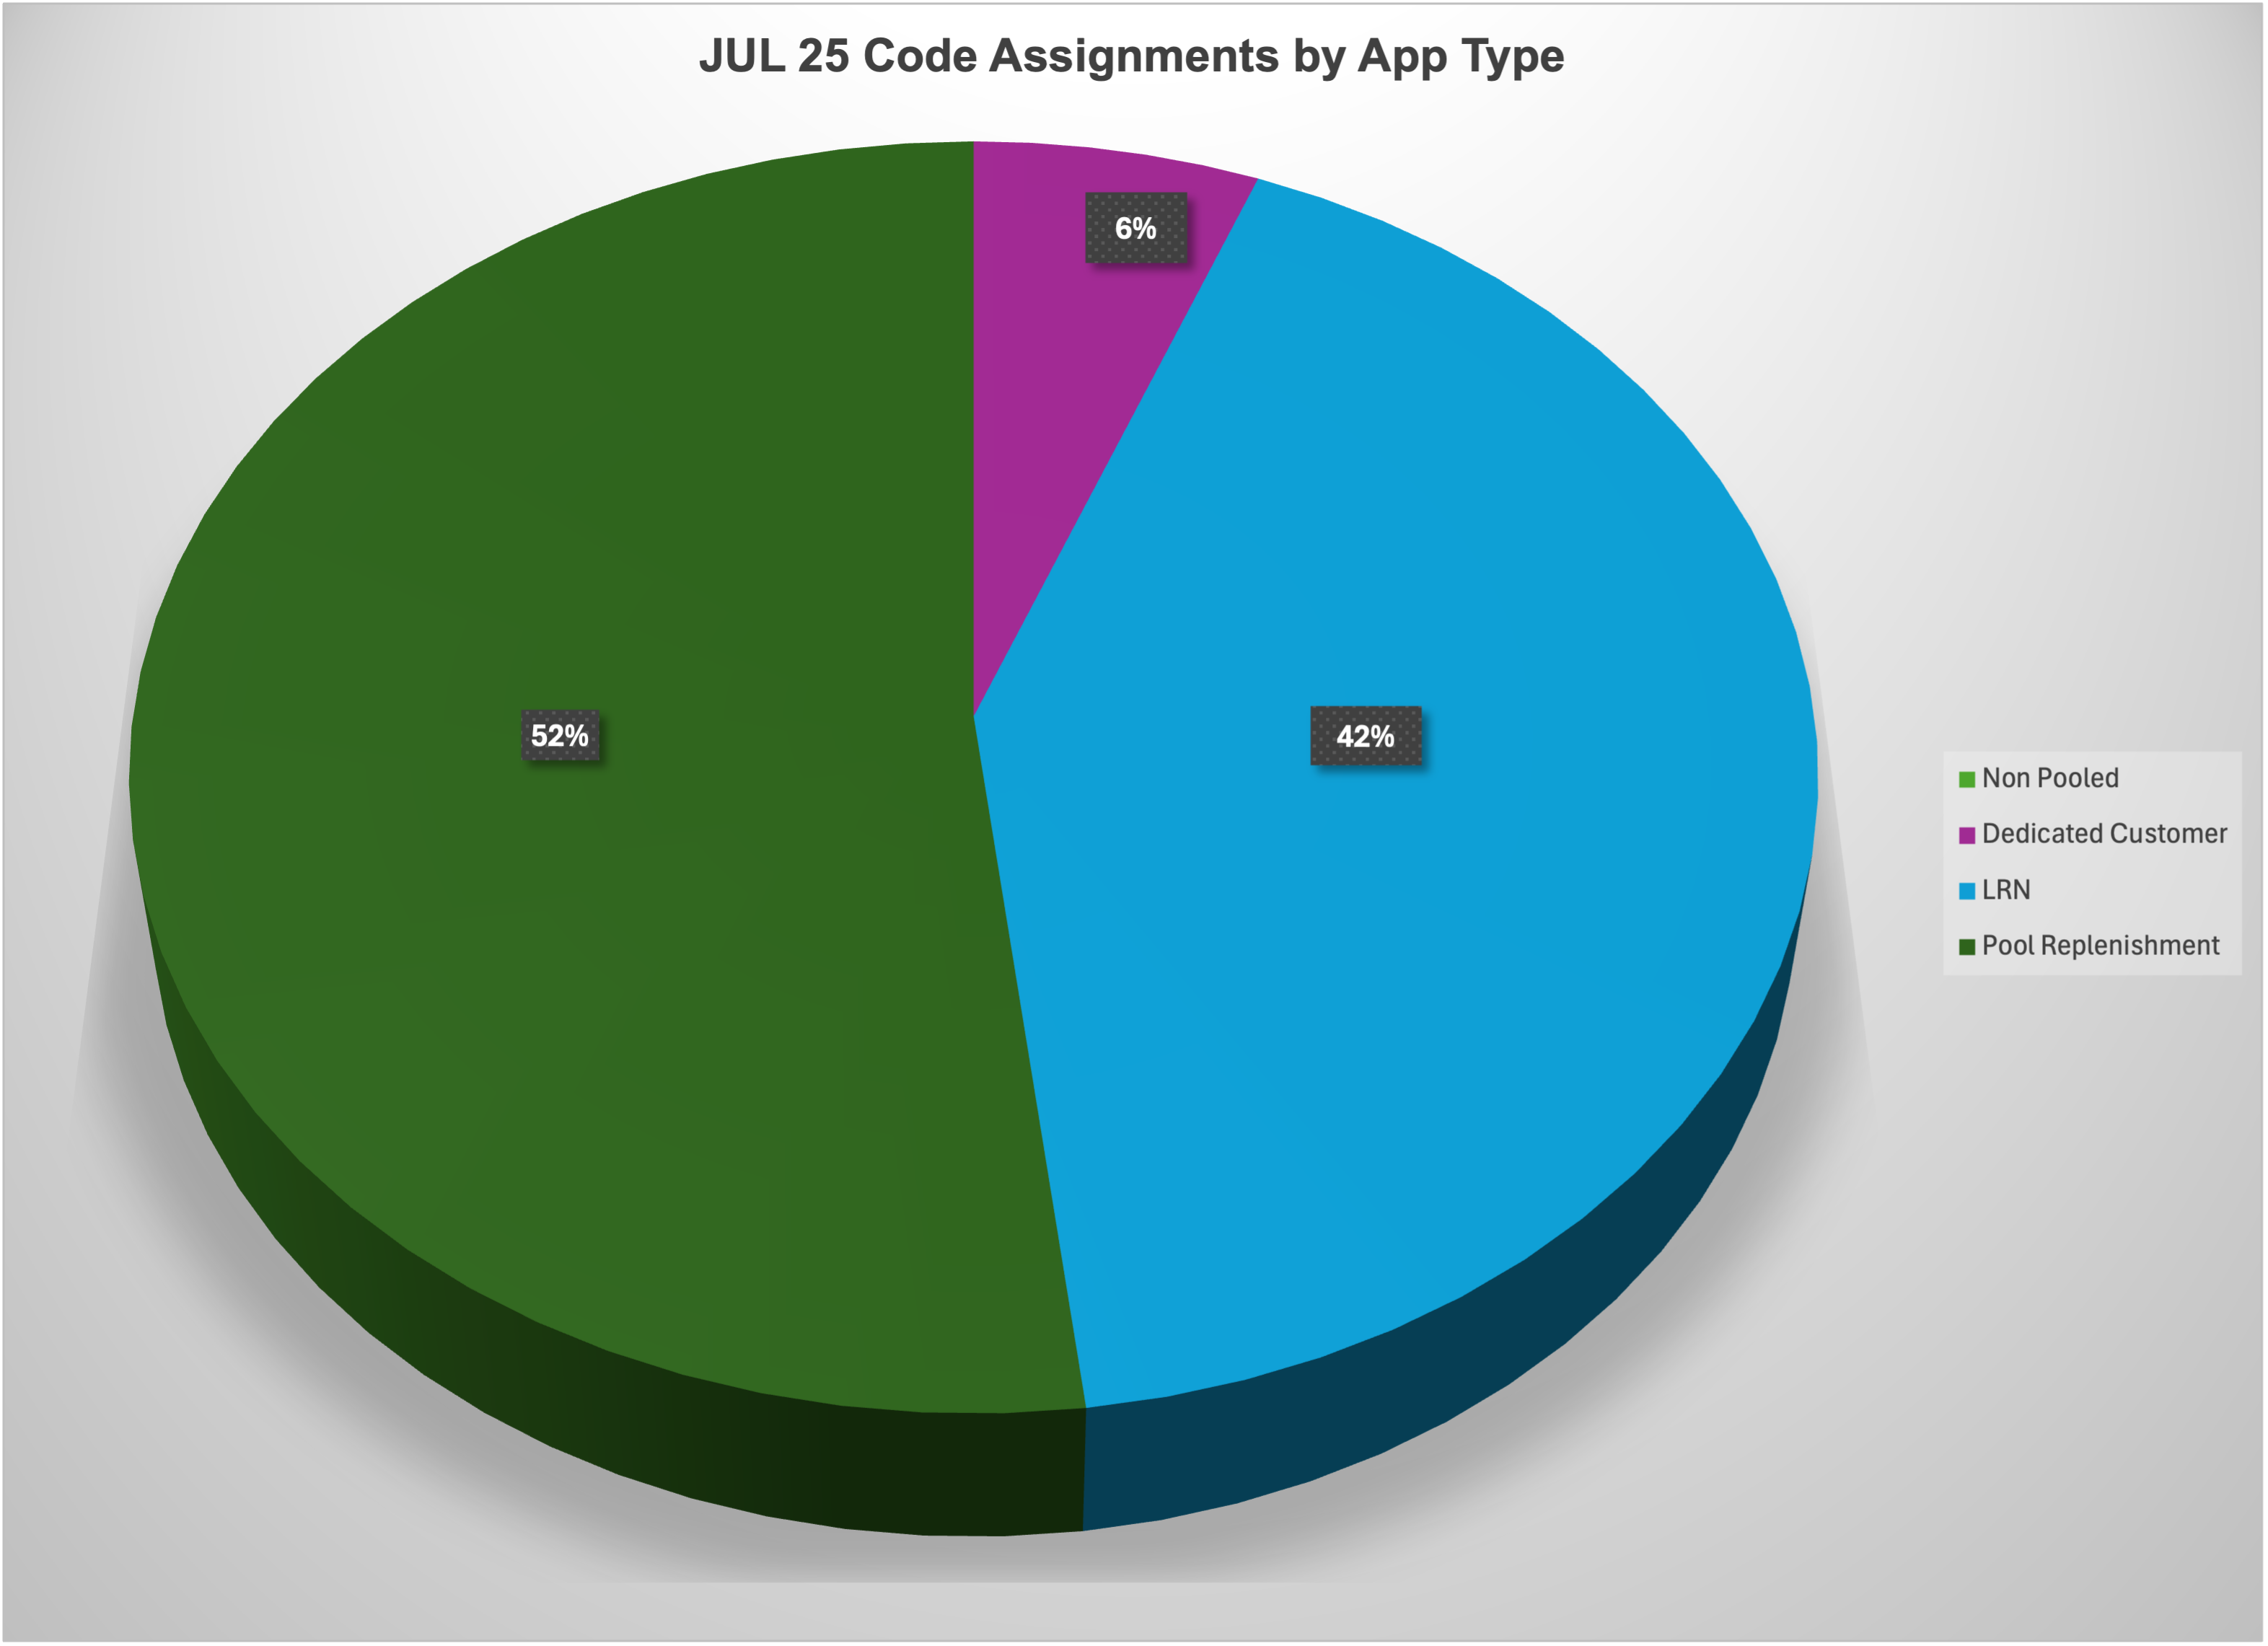 JUL 25 Code Assignments by App Type
6%
52%
42%
Non Pooled
Dedicated Customer
LRN
Pool Replenishment